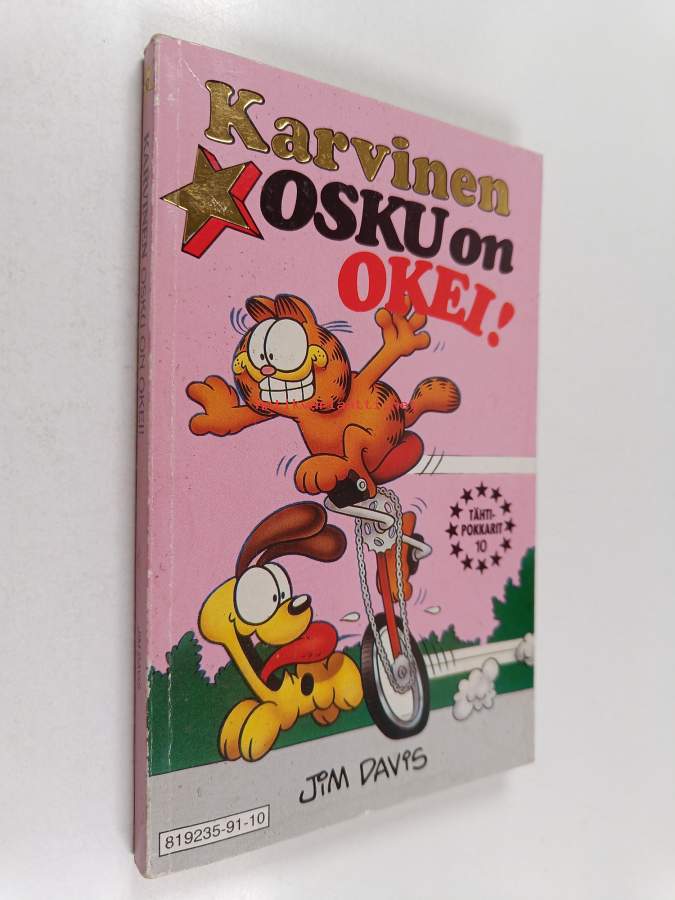 Karvinen
OSKU on
OKEI!
TÄHTI-
POKKARIT
10
JIM DAVIS
819235-91-10
KARVINEN OSKU ON OKEI!